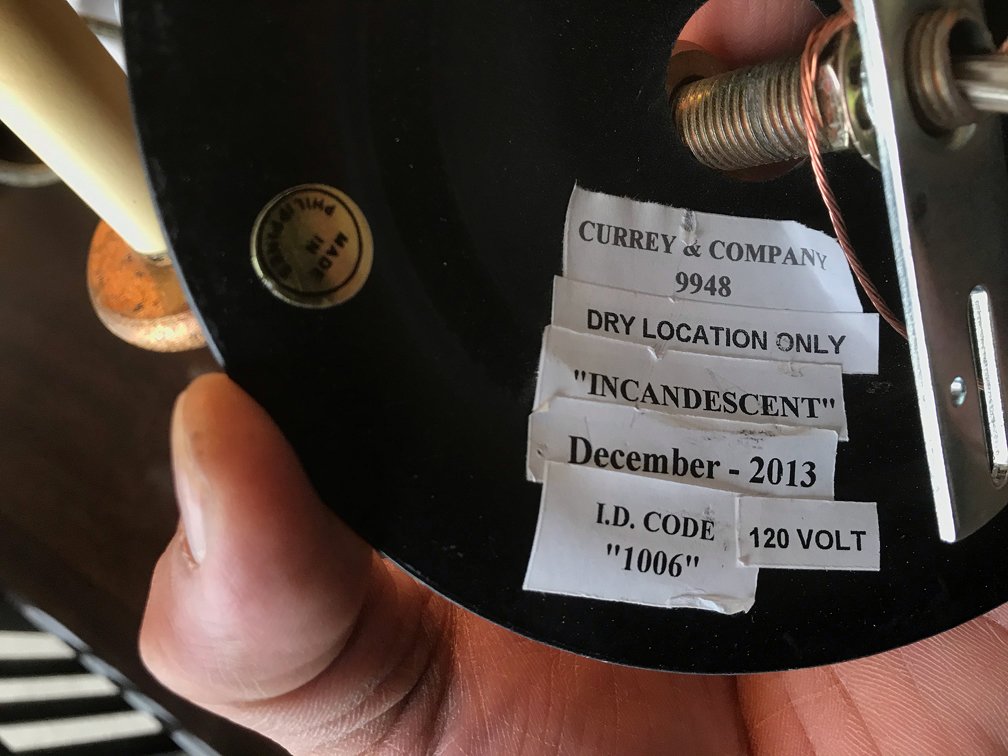 MADE
IN
PHILIPPINES
CURREY & COMPANY
9948
DRY LOCATION ONLY
"INCANDESCENT"
December - 2013
I.D. CODE
"1006"
120 VOLT